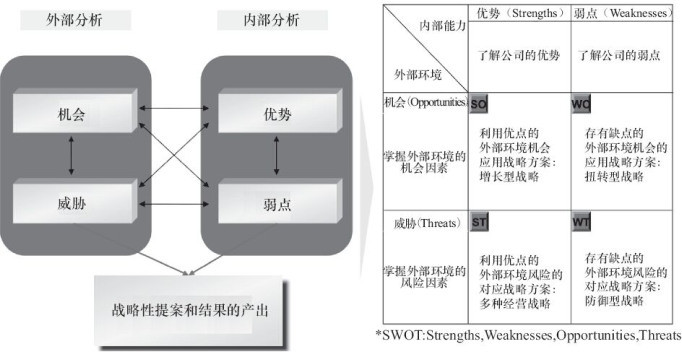 外部分析
内部分析
机会
优势
威胁
弱点
战略性提案和结果的产出
内部能力
外部环境
优势（Strengths）
弱点（Weaknesses）
了解公司的优势
了解公司的弱点
机会(Opportunities)
掌握外部环境的
机会因素
SO
利用优点的
外部环境机会
应用战略方案：
增长型战略
WO
存有缺点的
外部环境机会的
应用战略方案：
扭转型战略
威胁(Threats)
掌握外部环境的
风险因素
ST
利用优点的
外部环境风险的
对应战略方案：
多种经营战略
WT
存有缺点的
外部环境风险的
对应战略方案：
防御型战略
*SWOT:Strengths,Weaknesses,Opportunities,Threats